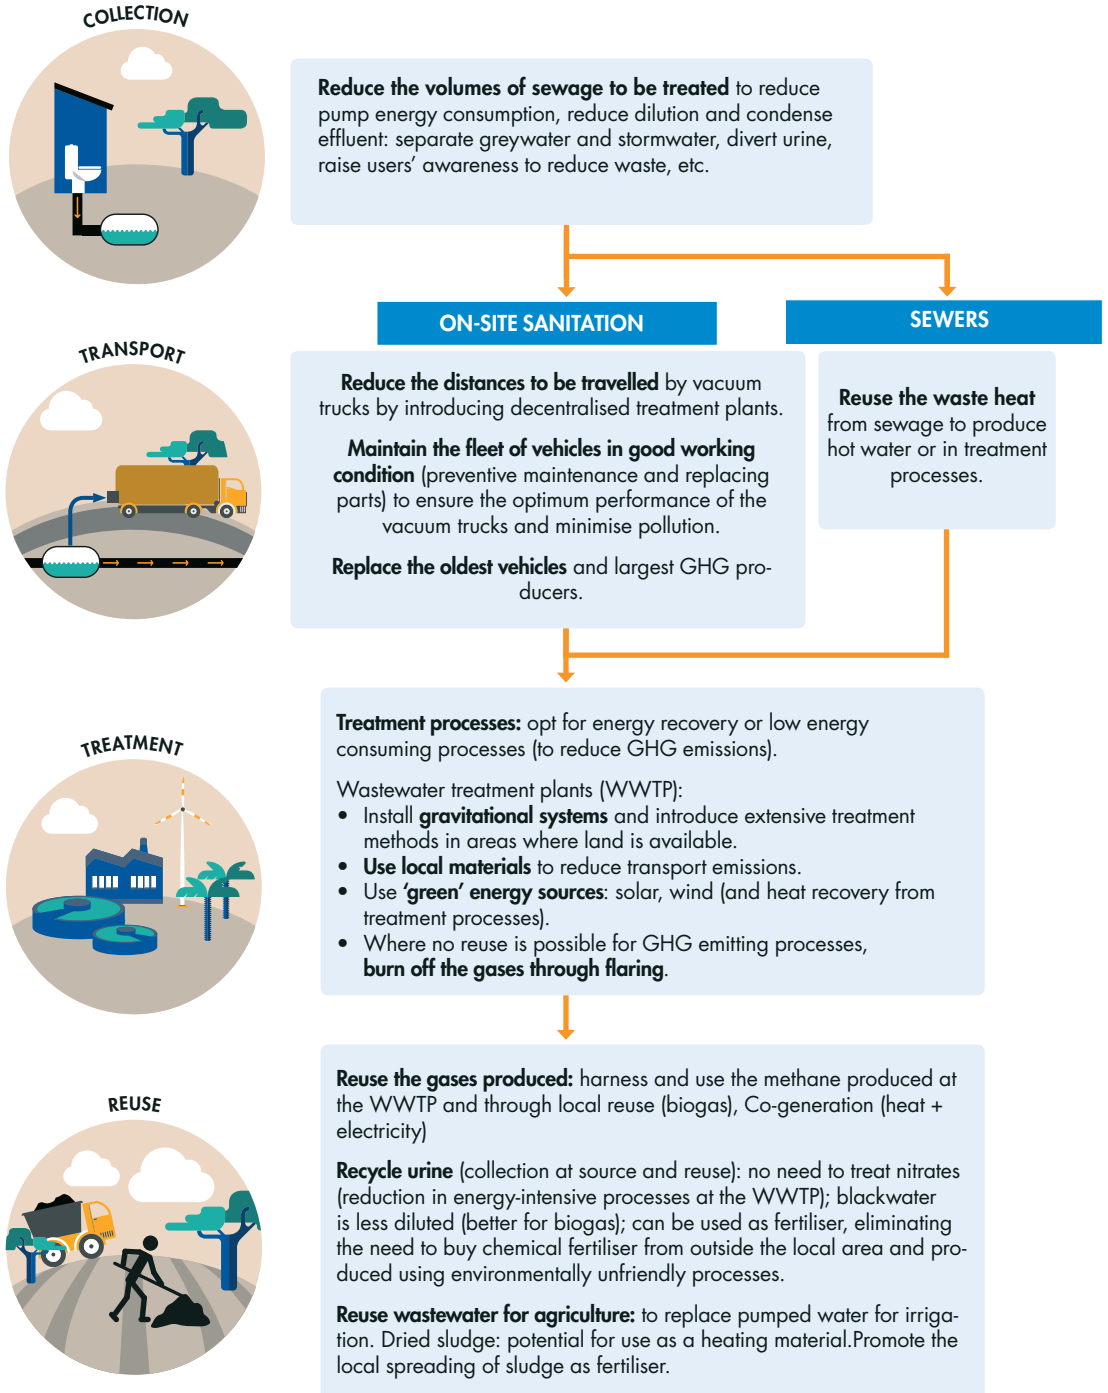 COLLECTION
Reduce the volumes of sewage to be treated to reduce
pump energy consumption, reduce dilution and condense
effluent: separate greywater and stormwater, divert urine,
raise users’ awareness to reduce waste, etc.
ON-SITE SANITATION
SEWERS
TRANSPORT
Reduce the distances to be travelled by vacuum
trucks by introducing decentralised treatment plants.
Maintain the fleet of vehicles in good working
condition (preventive maintenance and replacing
parts) to ensure the optimum performance of the
vacuum trucks and minimise pollution.
Replace the oldest vehicles and largest GHG pro-
ducers.
Reuse the waste heat
from sewage to produce
hot water or in treatment
processes.
TREATMENT
Treatment processes: opt for energy recovery or low energy
consuming processes (to reduce GHG emissions).
Wastewater treatment plants (WWTP):
• Install gravitational systems and introduce extensive treatment
methods in areas where land is available.
• Use local materials to reduce transport emissions.
• Use ‘green’ energy sources: solar, wind (and heat recovery from
treatment processes).
• Where no reuse is possible for GHG emitting processes,
burn off the gases through flaring.
REUSE
Reuse the gases produced: harness and use the methane produced at
the WWTP and through local reuse (biogas), Co-generation (heat +
electricity)
Recycle urine (collection at source and reuse): no need to treat nitrates
(reduction in energy-intensive processes at the WWTP); blackwater
is less diluted (better for biogas); can be used as fertiliser, eliminating
the need to buy chemical fertiliser from outside the local area and pro-
duced using environmentally unfriendly processes.
Reuse wastewater for agriculture: to replace pumped water for irriga-
tion. Dried sludge: potential for use as a heating material.Promote the
local spreading of sludge as fertiliser.